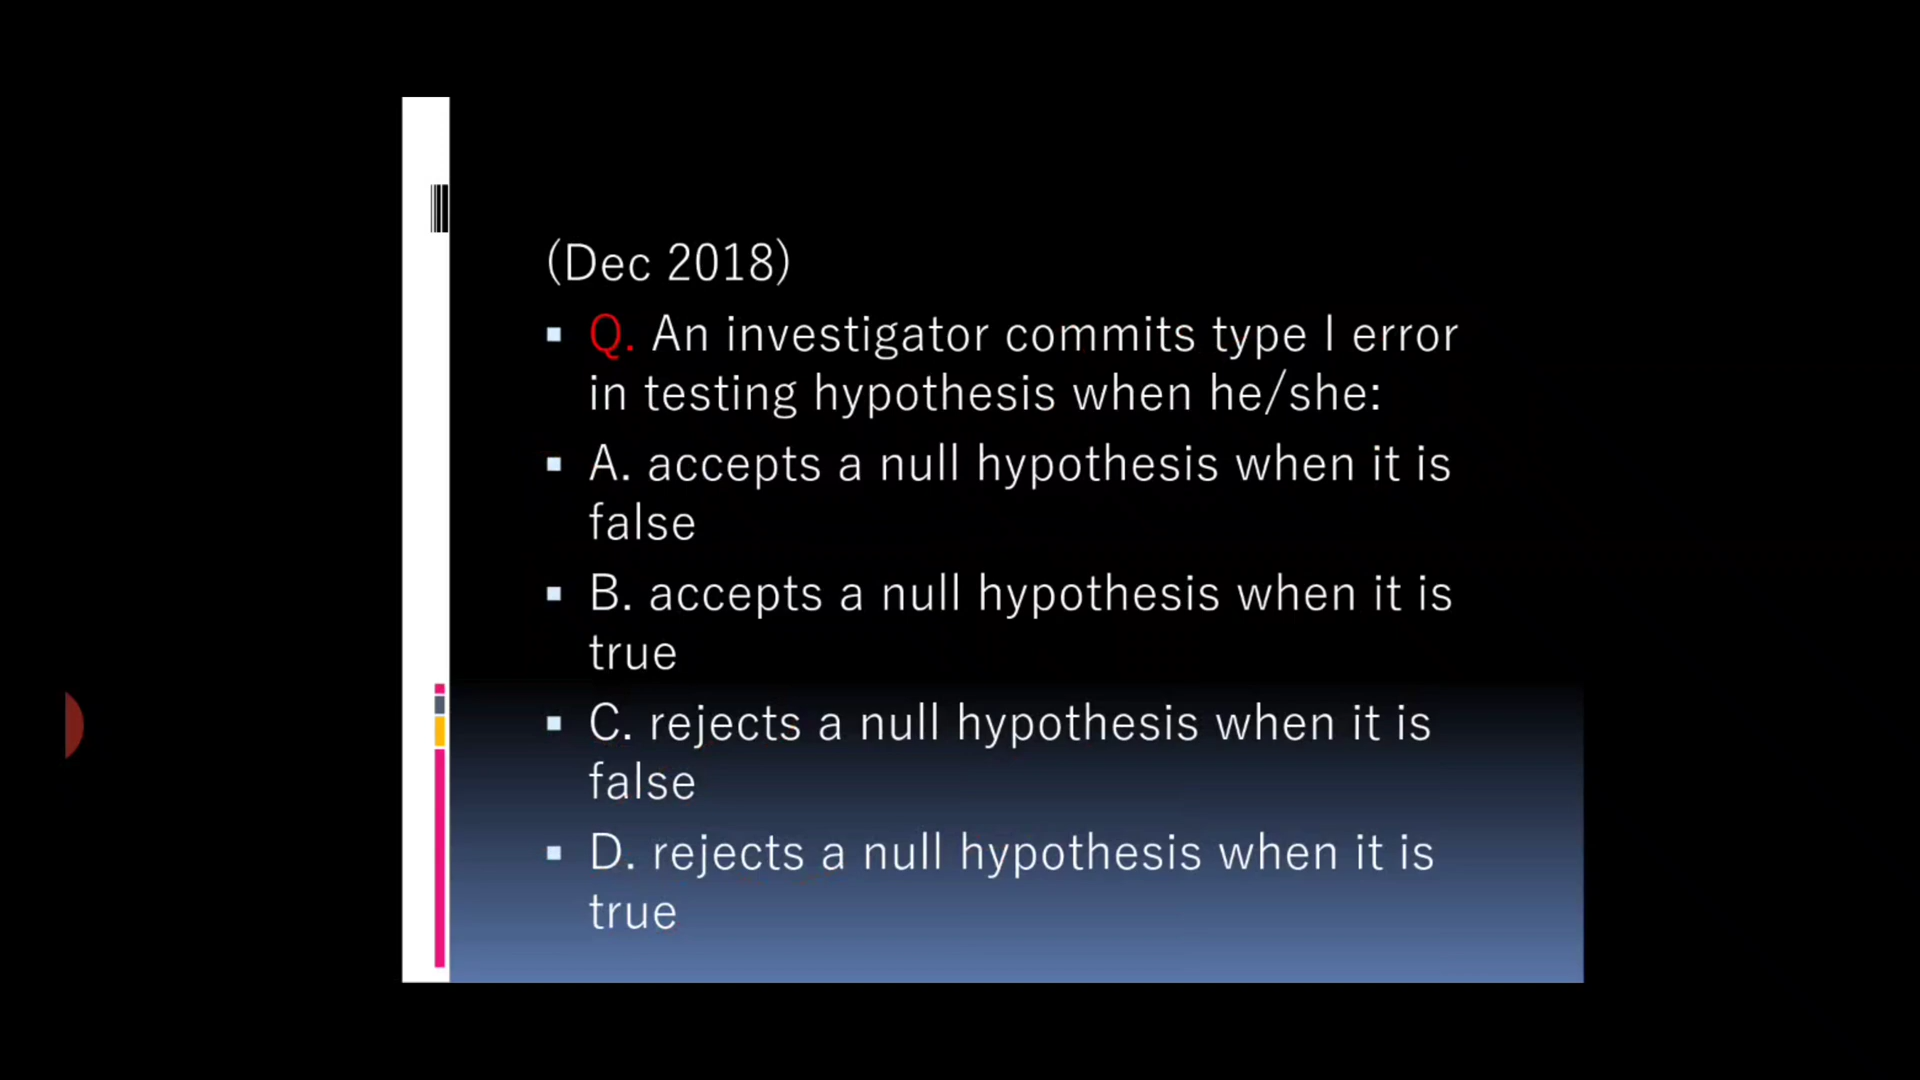 (Dec 2018)
Q. An investigator commits type I error
in testing hypothesis when he/she:
A. accepts a null hypothesis when it is
false
B. accepts a null hypothesis when it is
true
C. rejects a null hypothesis when it is
false
D. rejects a null hypothesis when it is
true